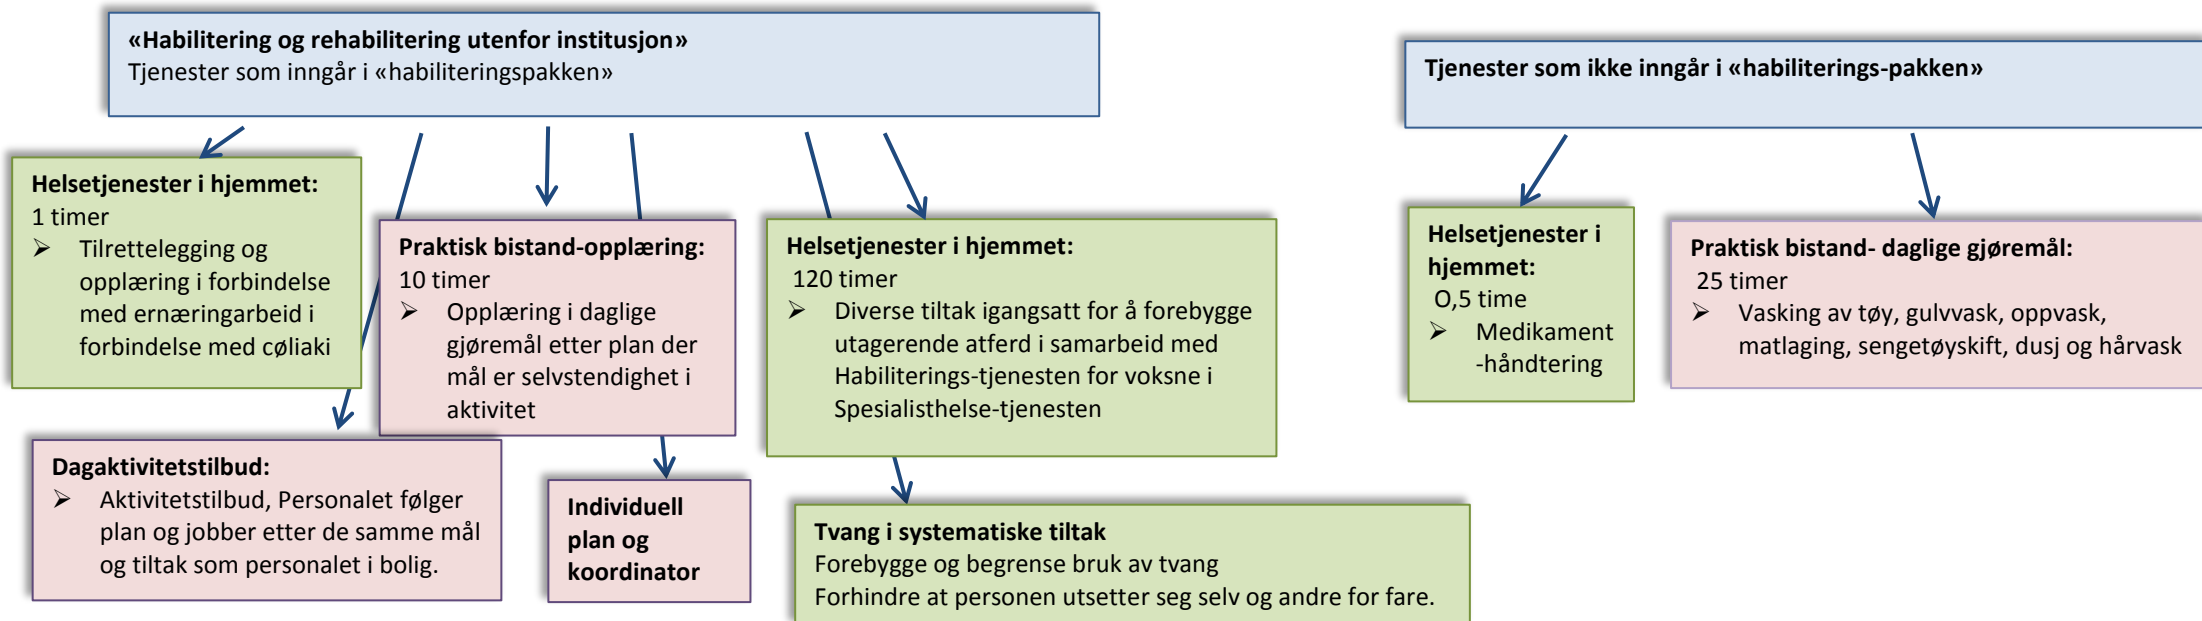 «Habilitering og rehabilitering utenfor institusjon»
Tjenester som inngår i «habiliteringspakken»
Tjenester som ikke inngår i «habiliterings-pakken»
Helsetjenester i hjemmet:
1 timer
➢ Tilrettelegging og
opplæring i forbindelse
med ernæringarbeid i
forbindelse med cøliaki
Praktisk bistand-opplæring:
10 timer
➢ Opplæring i daglige
gjøremål etter plan der
mål er selvstendighet i
aktivitet
Helsetjenester i hjemmet:
120 timer
➢ Diverse tiltak igangsatt for å forebygge
utagerende atferd i samarbeid med
Habiliterings-tjenesten for voksne i
Spesialisthelse-tjenesten
Helsetjenester i
hjemmet:
O,5 time
➢ Medikament
-håndtering
Praktisk bistand- daglige gjøremål:
25 timer
➢ Vasking av tøy, gulvvask, oppvask,
matlaging, sengetøyskift, dusj og hårvask
Dagaktivitetstilbud:
➢ Aktivitetstilbud, Personalet følger
plan og jobber etter de samme mål
og tiltak som personalet i bolig.
Individuell
plan og
koordinator
Tvang i systematiske tiltak
Forebygge og begrense bruk av tvang
Forhindre at personen utsetter seg selv og andre for fare.